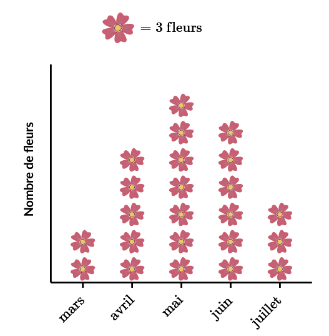 = 3 fleurs
Nombre de fleurs
mars
avril
mai
juin
juillet